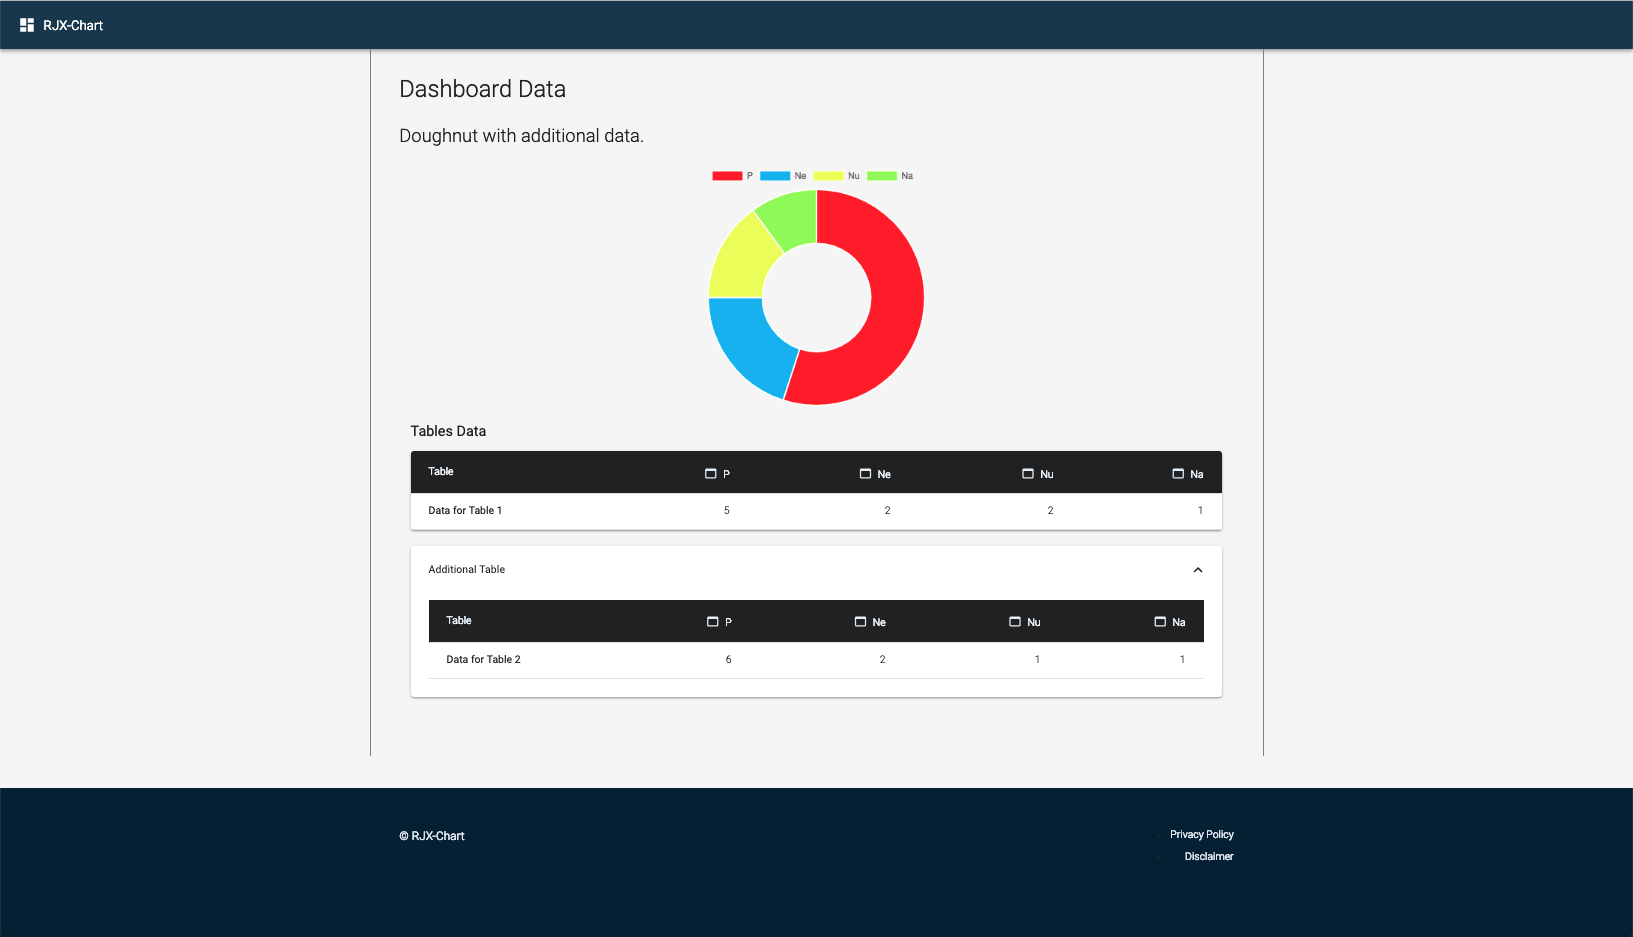 RJX-Chart
Dashboard Data
Doughnut with additional data.
P Ne Nu Na
Tables Data
Table P Ne Nu Na
Data for Table 1 5 2 2 1
Additional Table
Table P Ne Nu Na
Data for Table 2 6 2 1 1
© RJX-Chart Privacy Policy
Disclaimer